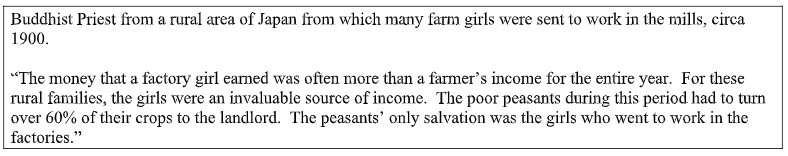 Buddhist Priest from a rural area of Japan from which many farm girls were sent to work in the mills, circa
1900.
“The money that a factory girl earned was often more than a farmer’s income for the entire year.  For these
rural families, the girls were an invaluable source of income.  The poor peasants during this period had to turn
over 60% of their crops to the landlord.  The peasants’ only salvation was the girls who went to work in the
factories.”